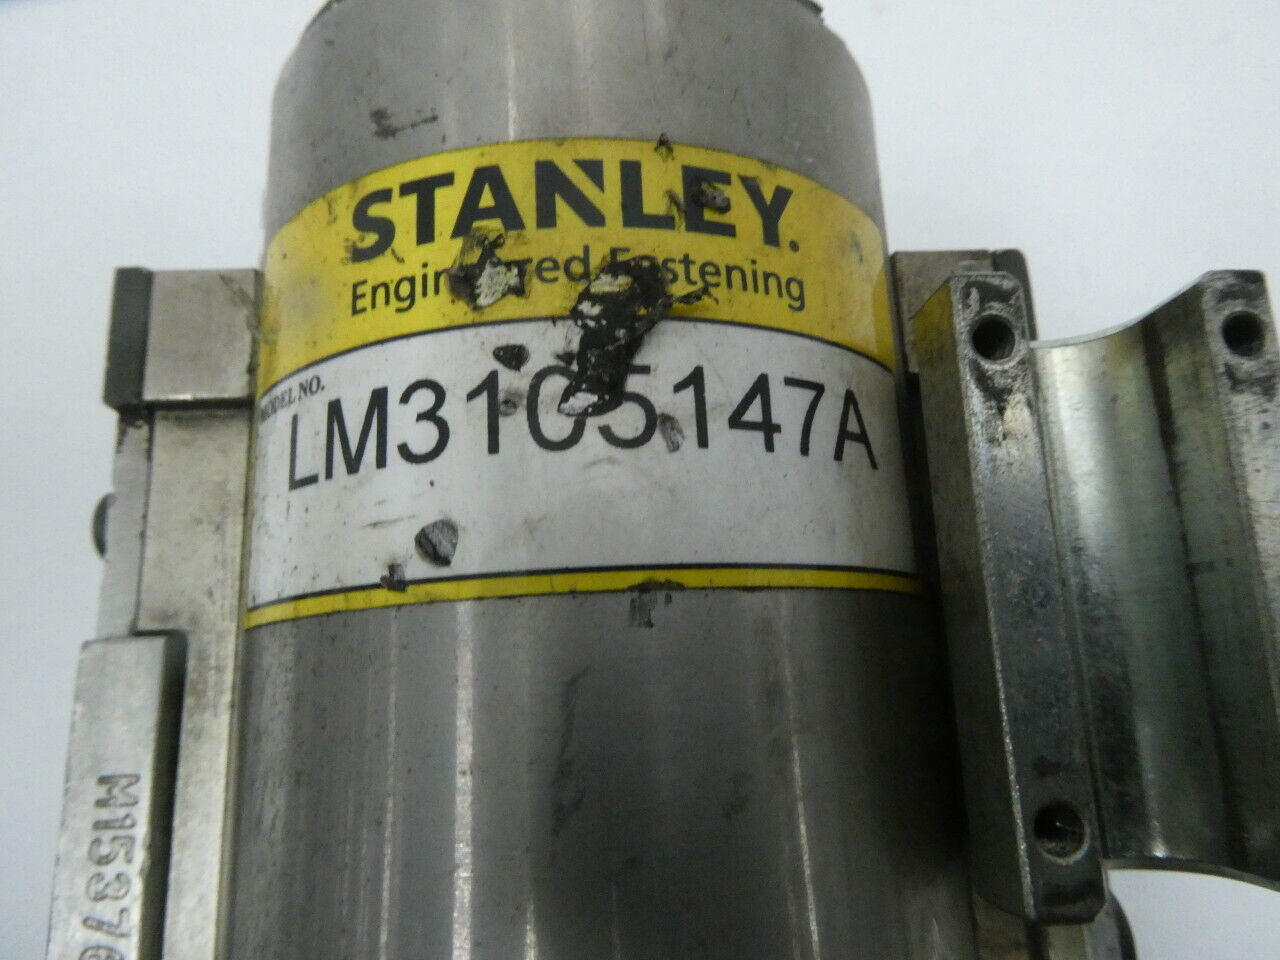 STANLEY.
Engineered Fastening
MODEL NO.
LM3105147A